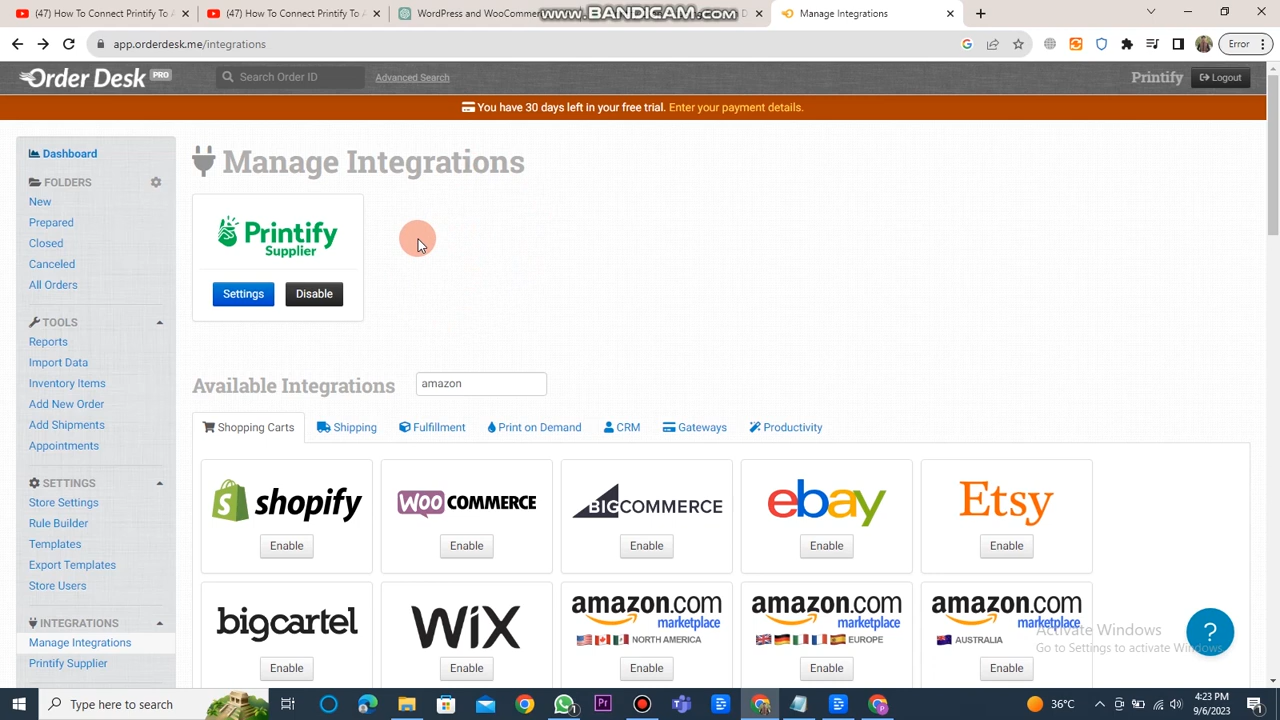 (47) How To Connect Printify To A
(47) How To Connect Printify To A
WordPress and WooComme
www.BANDICAM.com
Manage Integrations
app.orderdesk.me/integrations
Error
Order Desk PRO
Search Order ID
Advanced Search
Printify
Logout
You have 30 days left in your free trial. Enter your payment details.
Dashboard
FOLDERS
New
Prepared
Closed
Canceled
All Orders
TOOLS
Reports
Import Data
Inventory Items
Add New Order
Add Shipments
Appointments
SETTINGS
Store Settings
Rule Builder
Templates
Export Templates
Store Users
INTEGRATIONS
Manage Integrations
Printify Supplier
Manage Integrations
Printify
Supplier
Settings
Disable
Available Integrations
amazon
Shopping Carts
Shipping
Fulfillment
Print on Demand
CRM
Gateways
Productivity
shopify
WOOCOMMERCE
BIGCOMMERCE
ebay
Etsy
Enable
Enable
Enable
Enable
Enable
bigcartel
WiX
amazon.com
marketplace
NORTH AMERICA
amazon.com
marketplace
EUROPE
amazon.com
marketplace
AUSTRALIA
Enable
Enable
Enable
Enable
Enable
Activate Windows
Go to Settings to activate Windows.
?
Type here to search
36°C
4:23 PM
9/6/2023